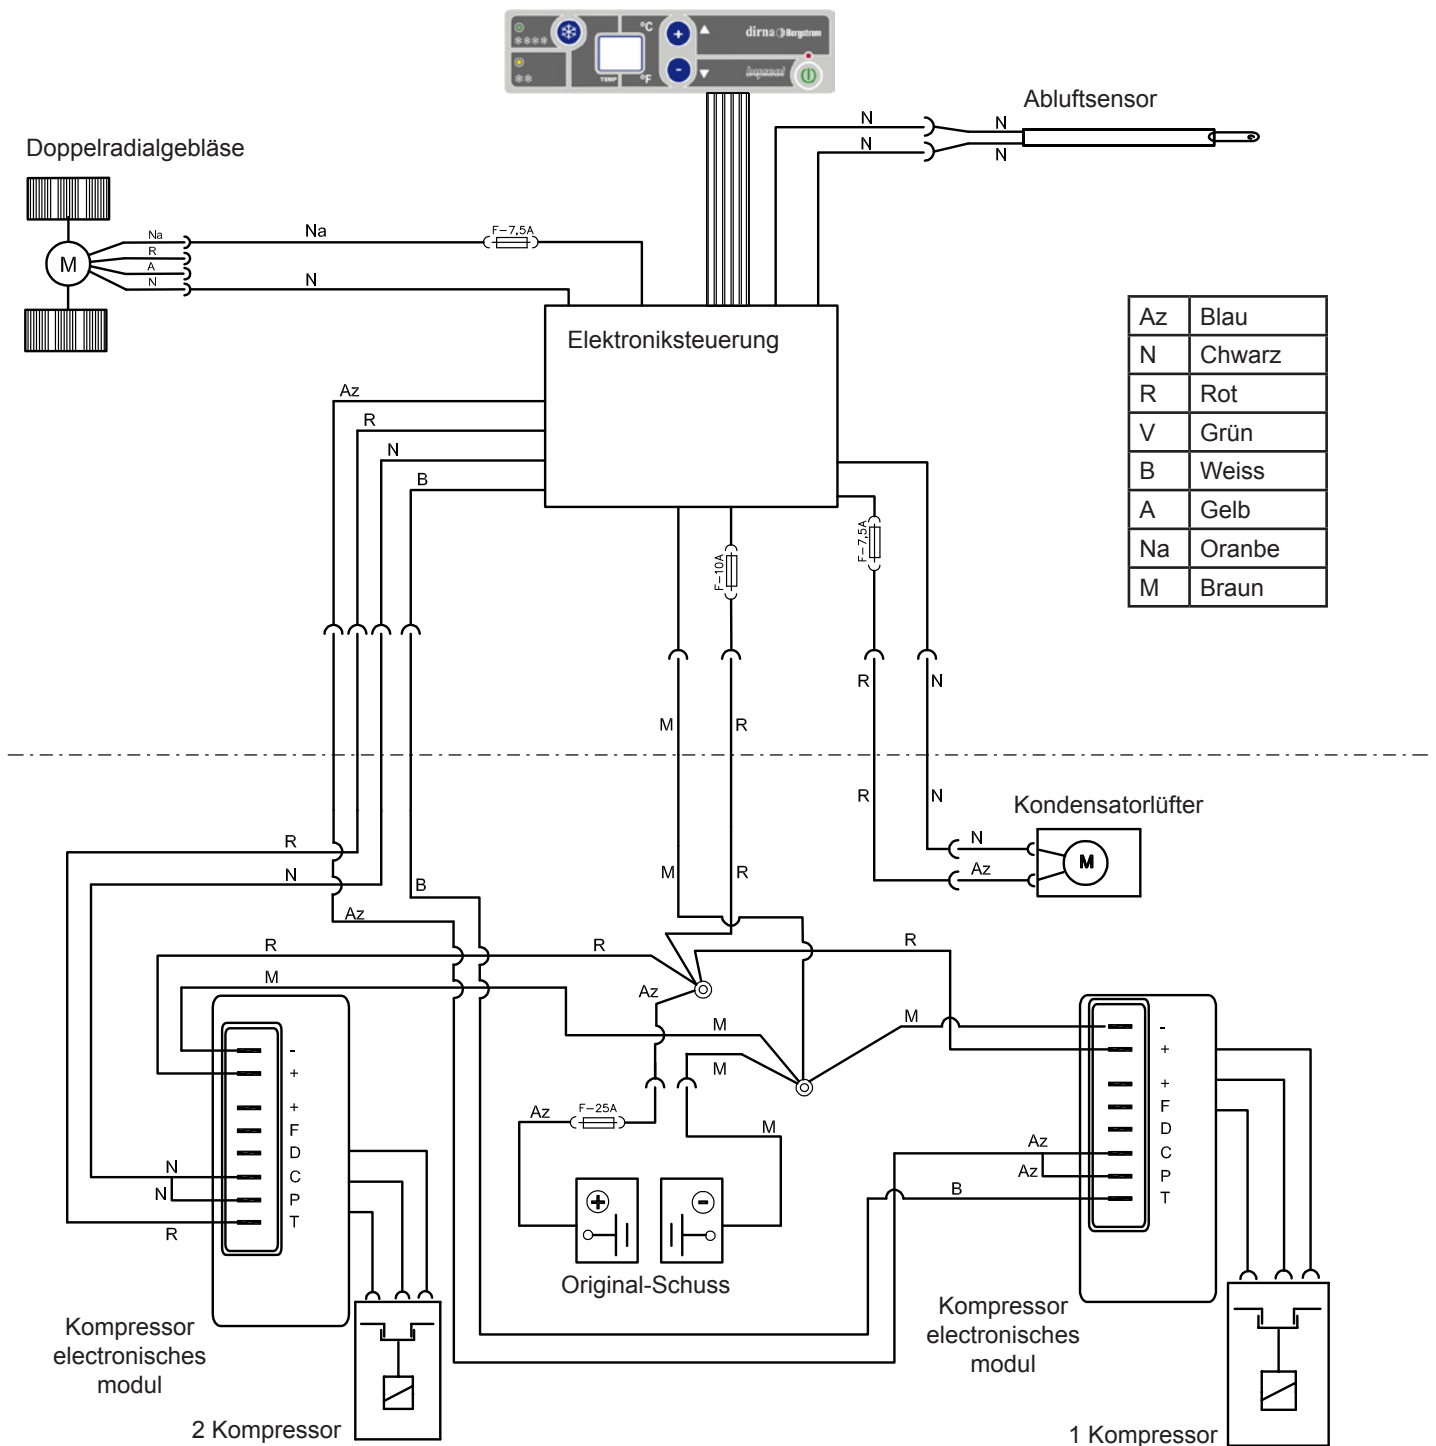 °C
dirna Bergstrom
TEMP
°F
Abluftsensor
N
N
N
N
Doppelradialgebläse
Na
R
A
N
M
Na
N
F-7,5A
Elektroniksteuerung
Az Blau
N Chwarz
R Rot
V Grün
B Weiss
A Gelb
Na Oranbe
M Braun
Az
R
N
B
F-10A
F-7,5A
R
N
M
R
R
N
Kondensatorlüfter
N
Az
M
R
N
B
Az
M
R
R
R
R
M
Az
M
M
M
Az
F-25A
M
-
+
+
F
D
C
P
T
N
N
R
-
+
+
F
D
C
P
T
Az
Az
B
+
-
Original-Schuss
Kompressor
electronisches
modul
2 Kompressor
Kompressor
electronisches
modul
1 Kompressor